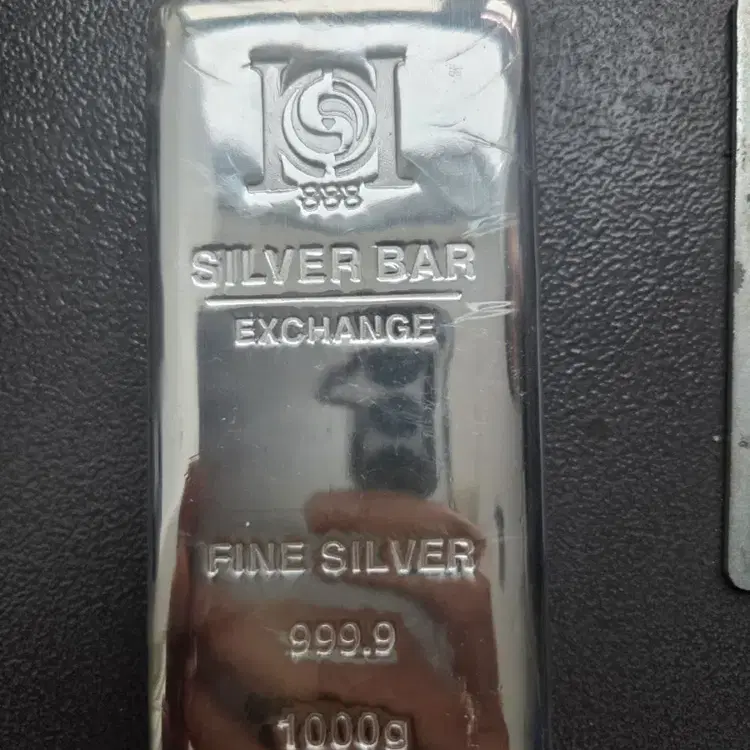 888
SILVER BAR
EXCHANGE
FINE SILVER
999.9
1000g